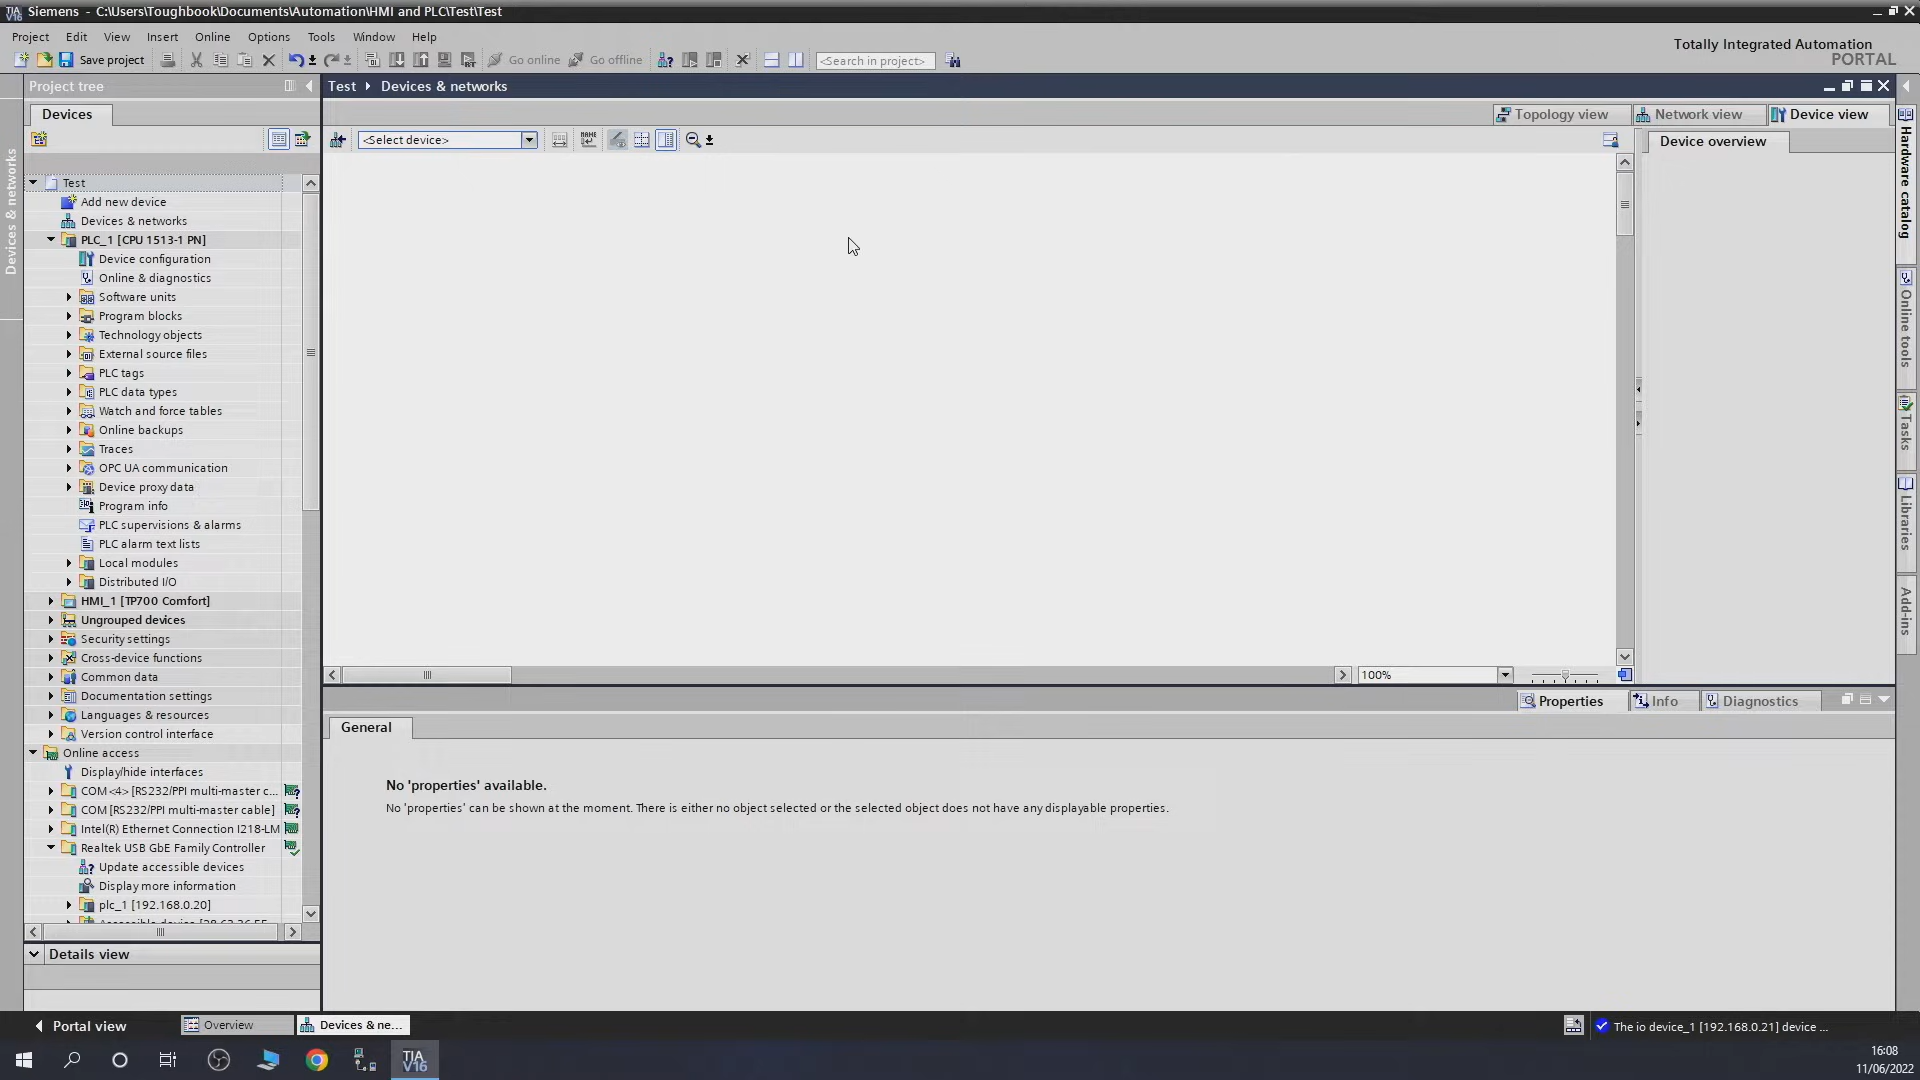 Siemens - C:\Users\Toughbook\Documents\Automation\HMI and PLC\Test\Test
Project Edit View Insert Online Options Tools Window Help
Totally Integrated Automation
PORTAL
Save project
Go online
Go offline
<Search in project>
Project tree
Test Devices & networks
Devices
Topology view
Network view
Device view
<Select device>
Device overview
Devices & networks
Hardware catalog
Online tools
Tasks
Libraries
Add-ins
Test
Add new device
Devices & networks
PLC_1 [CPU 1513-1 PN]
Device configuration
Online & diagnostics
Software units
Program blocks
Technology objects
External source files
PLC tags
PLC data types
Watch and force tables
Online backups
Traces
OPC UA communication
Device proxy data
Program info
PLC supervisions & alarms
PLC alarm text lists
Local modules
Distributed I/O
HMI_1 [TP700 Comfort]
Ungrouped devices
Security settings
Cross-device functions
Common data
Documentation settings
Languages & resources
Version control interface
Online access
Display/hide interfaces
COM <4> [RS232/PPI multi-master c...
COM [RS232/PPI multi-master cable]
Intel(R) Ethernet Connection I218-LM
Realtek USB GbE Family Controller
Update accessible devices
Display more information
plc_1 [192.168.0.20]
100%
Properties
Info
Diagnostics
General
No 'properties' available.
No 'properties' can be shown at the moment. There is either no object selected or the selected object does not have any displayable properties.
Details view
Portal view
Overview
Devices & ne...
The io device_1 [192.168.0.21] device ...
TIA
V16
16:08
11/06/2022